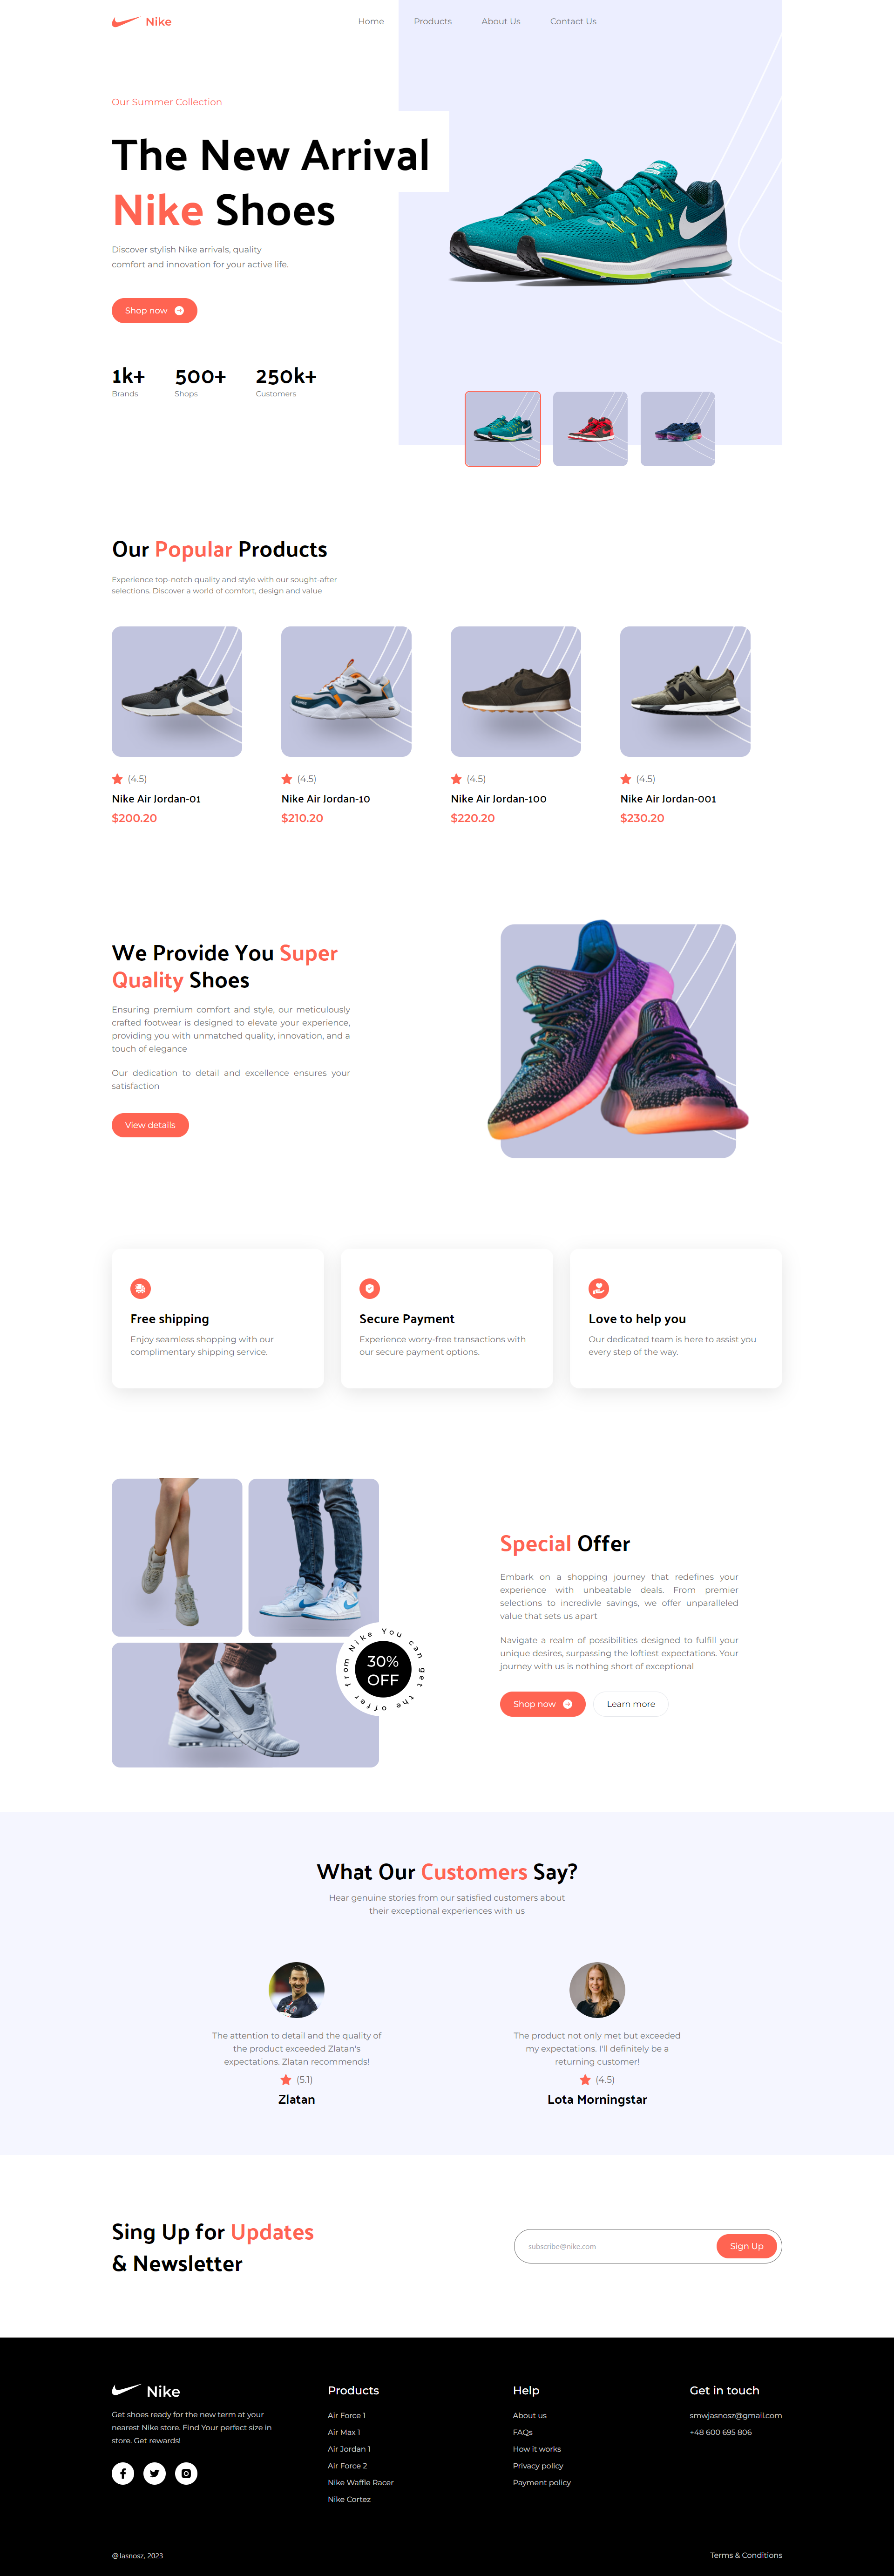 Nike
Home
Products
About Us
Contact Us
Our Summer Collection
The New Arrival
Nike Shoes
Discover stylish Nike arrivals, quality
comfort and innovation for your active life.
Shop now
1k+
Brands
500+
Shops
250k+
Customers
Our Popular Products
Experience top-notch quality and style with our sought-after
selections. Discover a world of comfort, design and value
(4.5)
Nike Air Jordan-01
$200.20
(4.5)
Nike Air Jordan-10
$210.20
(4.5)
Nike Air Jordan-100
$220.20
(4.5)
Nike Air Jordan-001
$230.20
We Provide You Super
Quality Shoes
Ensuring premium comfort and style, our meticulously
crafted footwear is designed to elevate your experience,
providing you with unmatched quality, innovation, and a
touch of elegance
Our dedication to detail and excellence ensures your
satisfaction
View details
Free shipping
Enjoy seamless shopping with our
complimentary shipping service.
Secure Payment
Experience worry-free transactions with
our secure payment options.
Love to help you
Our dedicated team is here to assist you
every step of the way.
from Nike You can get the offer
30%
OFF
Special Offer
Embark on a shopping journey that redefines your
experience with unbeatable deals. From premier
selections to incredivle savings, we offer unparalleled
value that sets us apart
Navigate a realm of possibilities designed to fulfill your
unique desires, surpassing the loftiest expectations. Your
journey with us is nothing short of exceptional
Shop now
Learn more
What Our Customers Say?
Hear genuine stories from our satisfied customers about
their exceptional experiences with us
The attention to detail and the quality of
the product exceeded Zlatan's
expectations. Zlatan recommends!
(5.1)
Zlatan
The product not only met but exceeded
my expectations. I'll definitely be a
returning customer!
(4.5)
Lota Morningstar
Sing Up for Updates
& Newsletter
subscribe@nike.com
Sign Up
Nike
Get shoes ready for the new term at your
nearest Nike store. Find Your perfect size in
store. Get rewards!
Products
Air Force 1
Air Max 1
Air Jordan 1
Air Force 2
Nike Waffle Racer
Nike Cortez
Help
About us
FAQs
How it works
Privacy policy
Payment policy
Get in touch
smwjasnosz@gmail.com
+48 600 695 806
@Jasnosz, 2023
Terms & Conditions